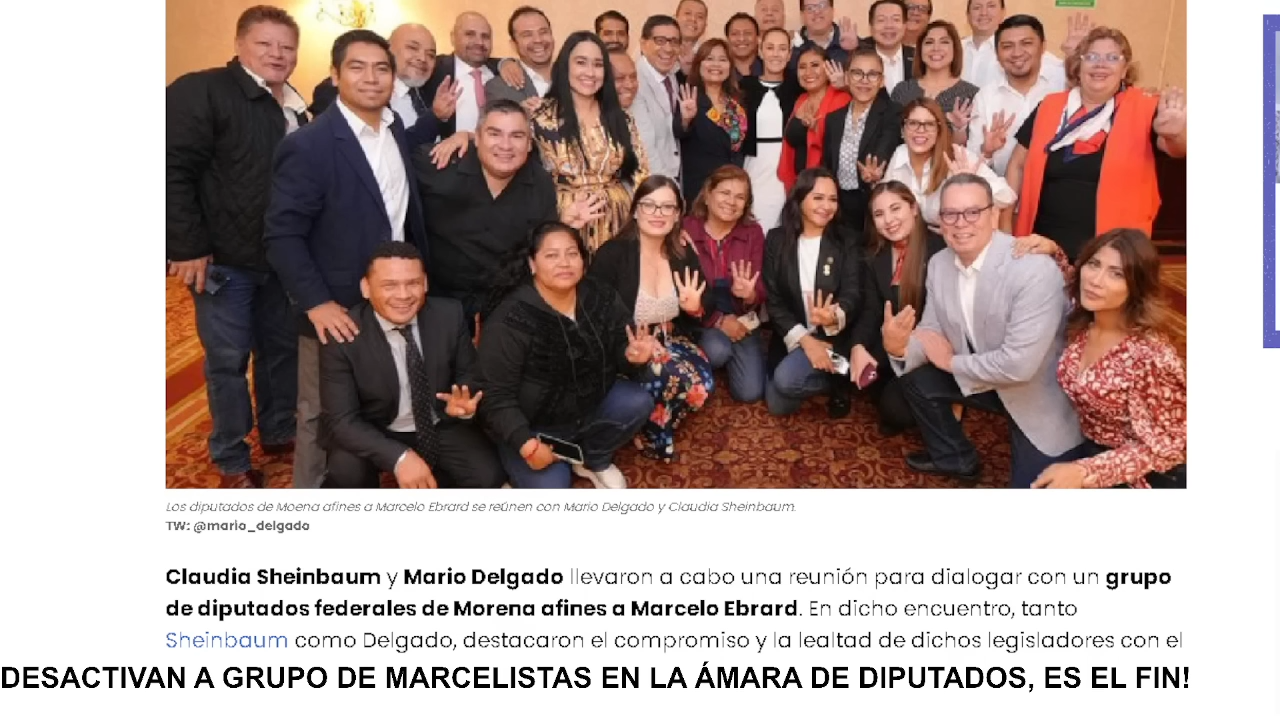 Los diputados de Moena afines a Marcelo Ebrard se reúnen con Mario Delgado y Claudia Sheinbaum.
TW: @mario_delgado
Claudia Sheinbaum y Mario Delgado llevaron a cabo una reunión para dialogar con un grupo
de diputados federales de Morena afines a Marcelo Ebrard. En dicho encuentro, tanto
Sheinbaum como Delgado, destacaron el compromiso y la lealtad de dichos legisladores con el
DESACTIVAN A GRUPO DE MARCELISTAS EN LA ÁMARA DE DIPUTADOS, ES EL FIN!